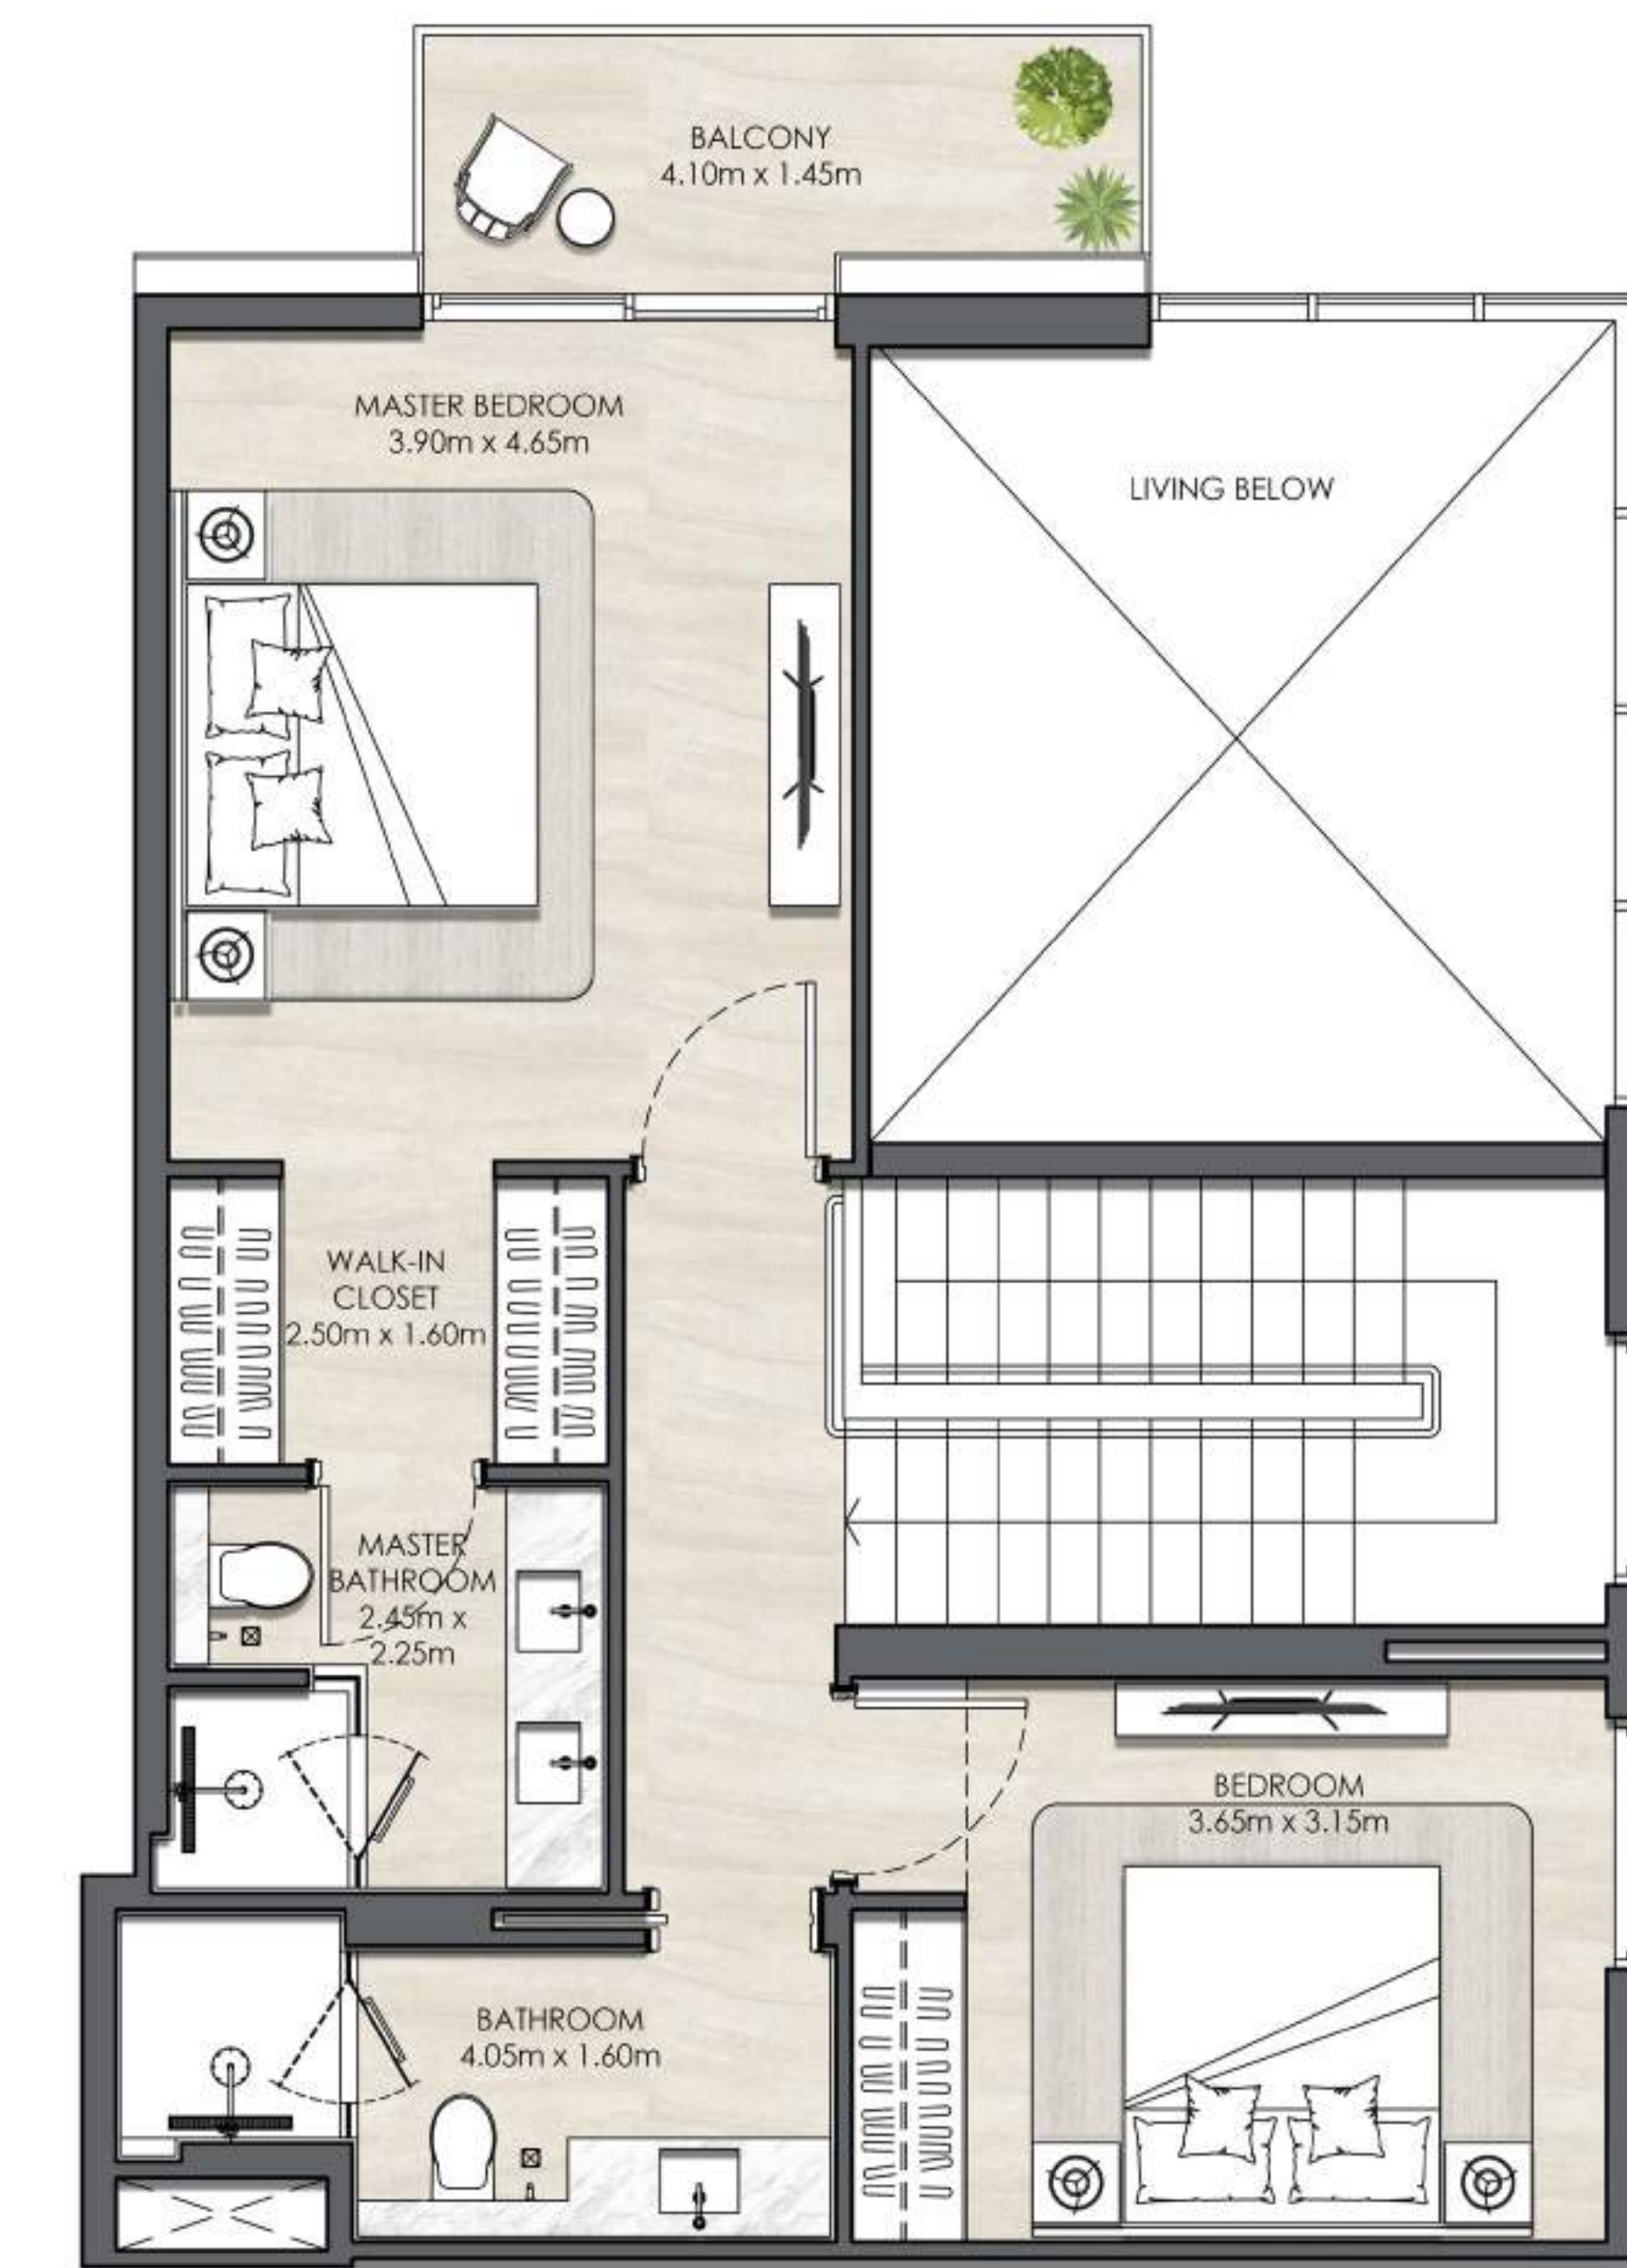 BALCONY
4.10m x 1.45m
MASTER BEDROOM
3.90m x 4.65m
LIVING BELOW
WALK-IN
CLOSET
2.50m x 1.60m
MASTER
BATHROOM
2.45m x
2.25m
BEDROOM
3.65m x 3.15m
BATHROOM
4.05m x 1.60m